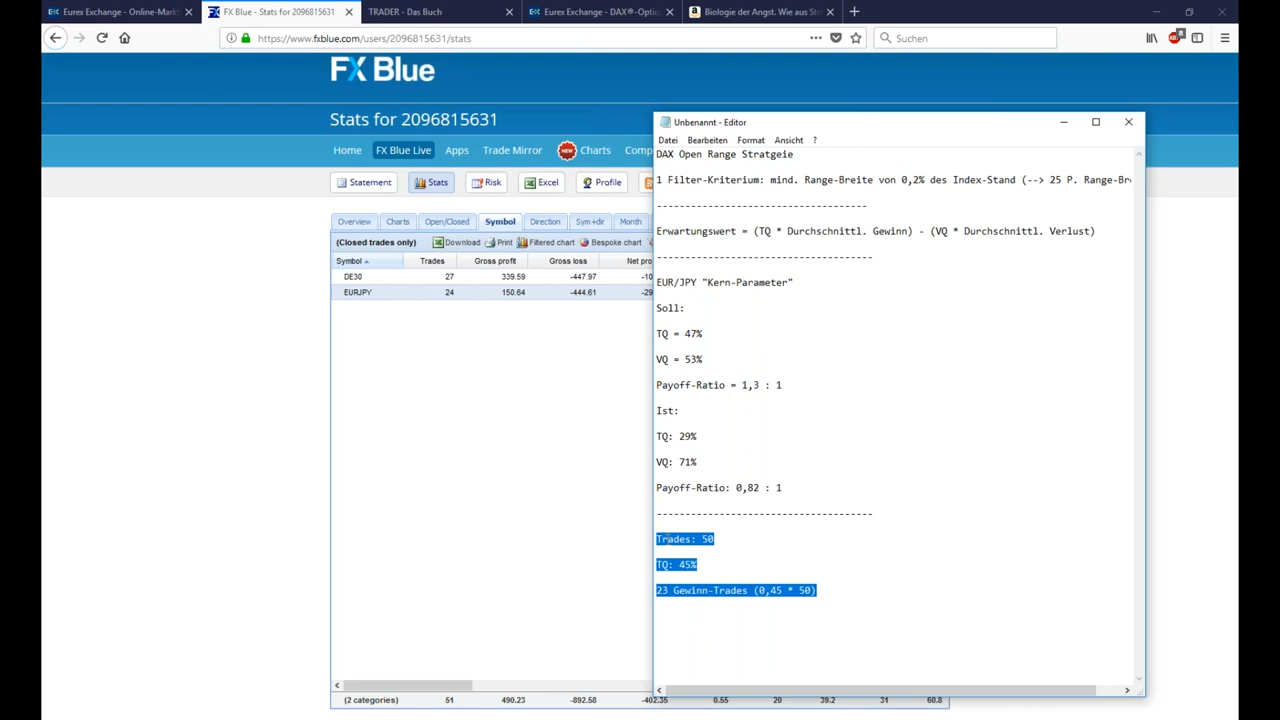 Eurex Exchange - Online-Markt
FX Blue - Stats for 2096815631
TRADER - Das Buch
Eurex Exchange - DAX®-Optio
Biologie der Angst. Wie aus Str
https://www.fxblue.com/users/2096815631/stats
Suchen
FX Blue
Stats for 2096815631
Home
FX Blue Live
Apps
Trade Mirror
NEW
Charts
Comp
Statement
Stats
Risk
Excel
Profile
Overview
Charts
Open/Closed
Symbol
Direction
Sym+dir
Month
(Closed trades only)
Download
Print
Filtered chart
Bespoke chart
Symbol
Trades
Gross profit
Gross loss
Net pro
DE30 27 339.59 -447.97 -10
EURJPY 24 150.64 -444.61 -29
(2 categories) 51 490.23 -892.58 -402.35 0.55 20 39.2 31 60.8
Unbenannt - Editor
Datei Bearbeiten Format Ansicht ?
DAX Open Range Stratgeie
1 Filter-Kriterium: mind. Range-Breite von 0,2% des Index-Stand (--> 25 P. Range-Br
-----------------------------------
Erwartungswert = (TQ * Durchschnittl. Gewinn) - (VQ * Durchschnittl. Verlust)
------------------------------------
EUR/JPY "Kern-Parameter"
Soll:
TQ = 47%
VQ = 53%
Payoff-Ratio = 1,3 : 1
Ist:
TQ: 29%
VQ: 71%
Payoff-Ratio: 0,82 : 1
------------------------------------
Trades: 50
TQ: 45%
23 Gewinn-Trades (0,45 * 50)